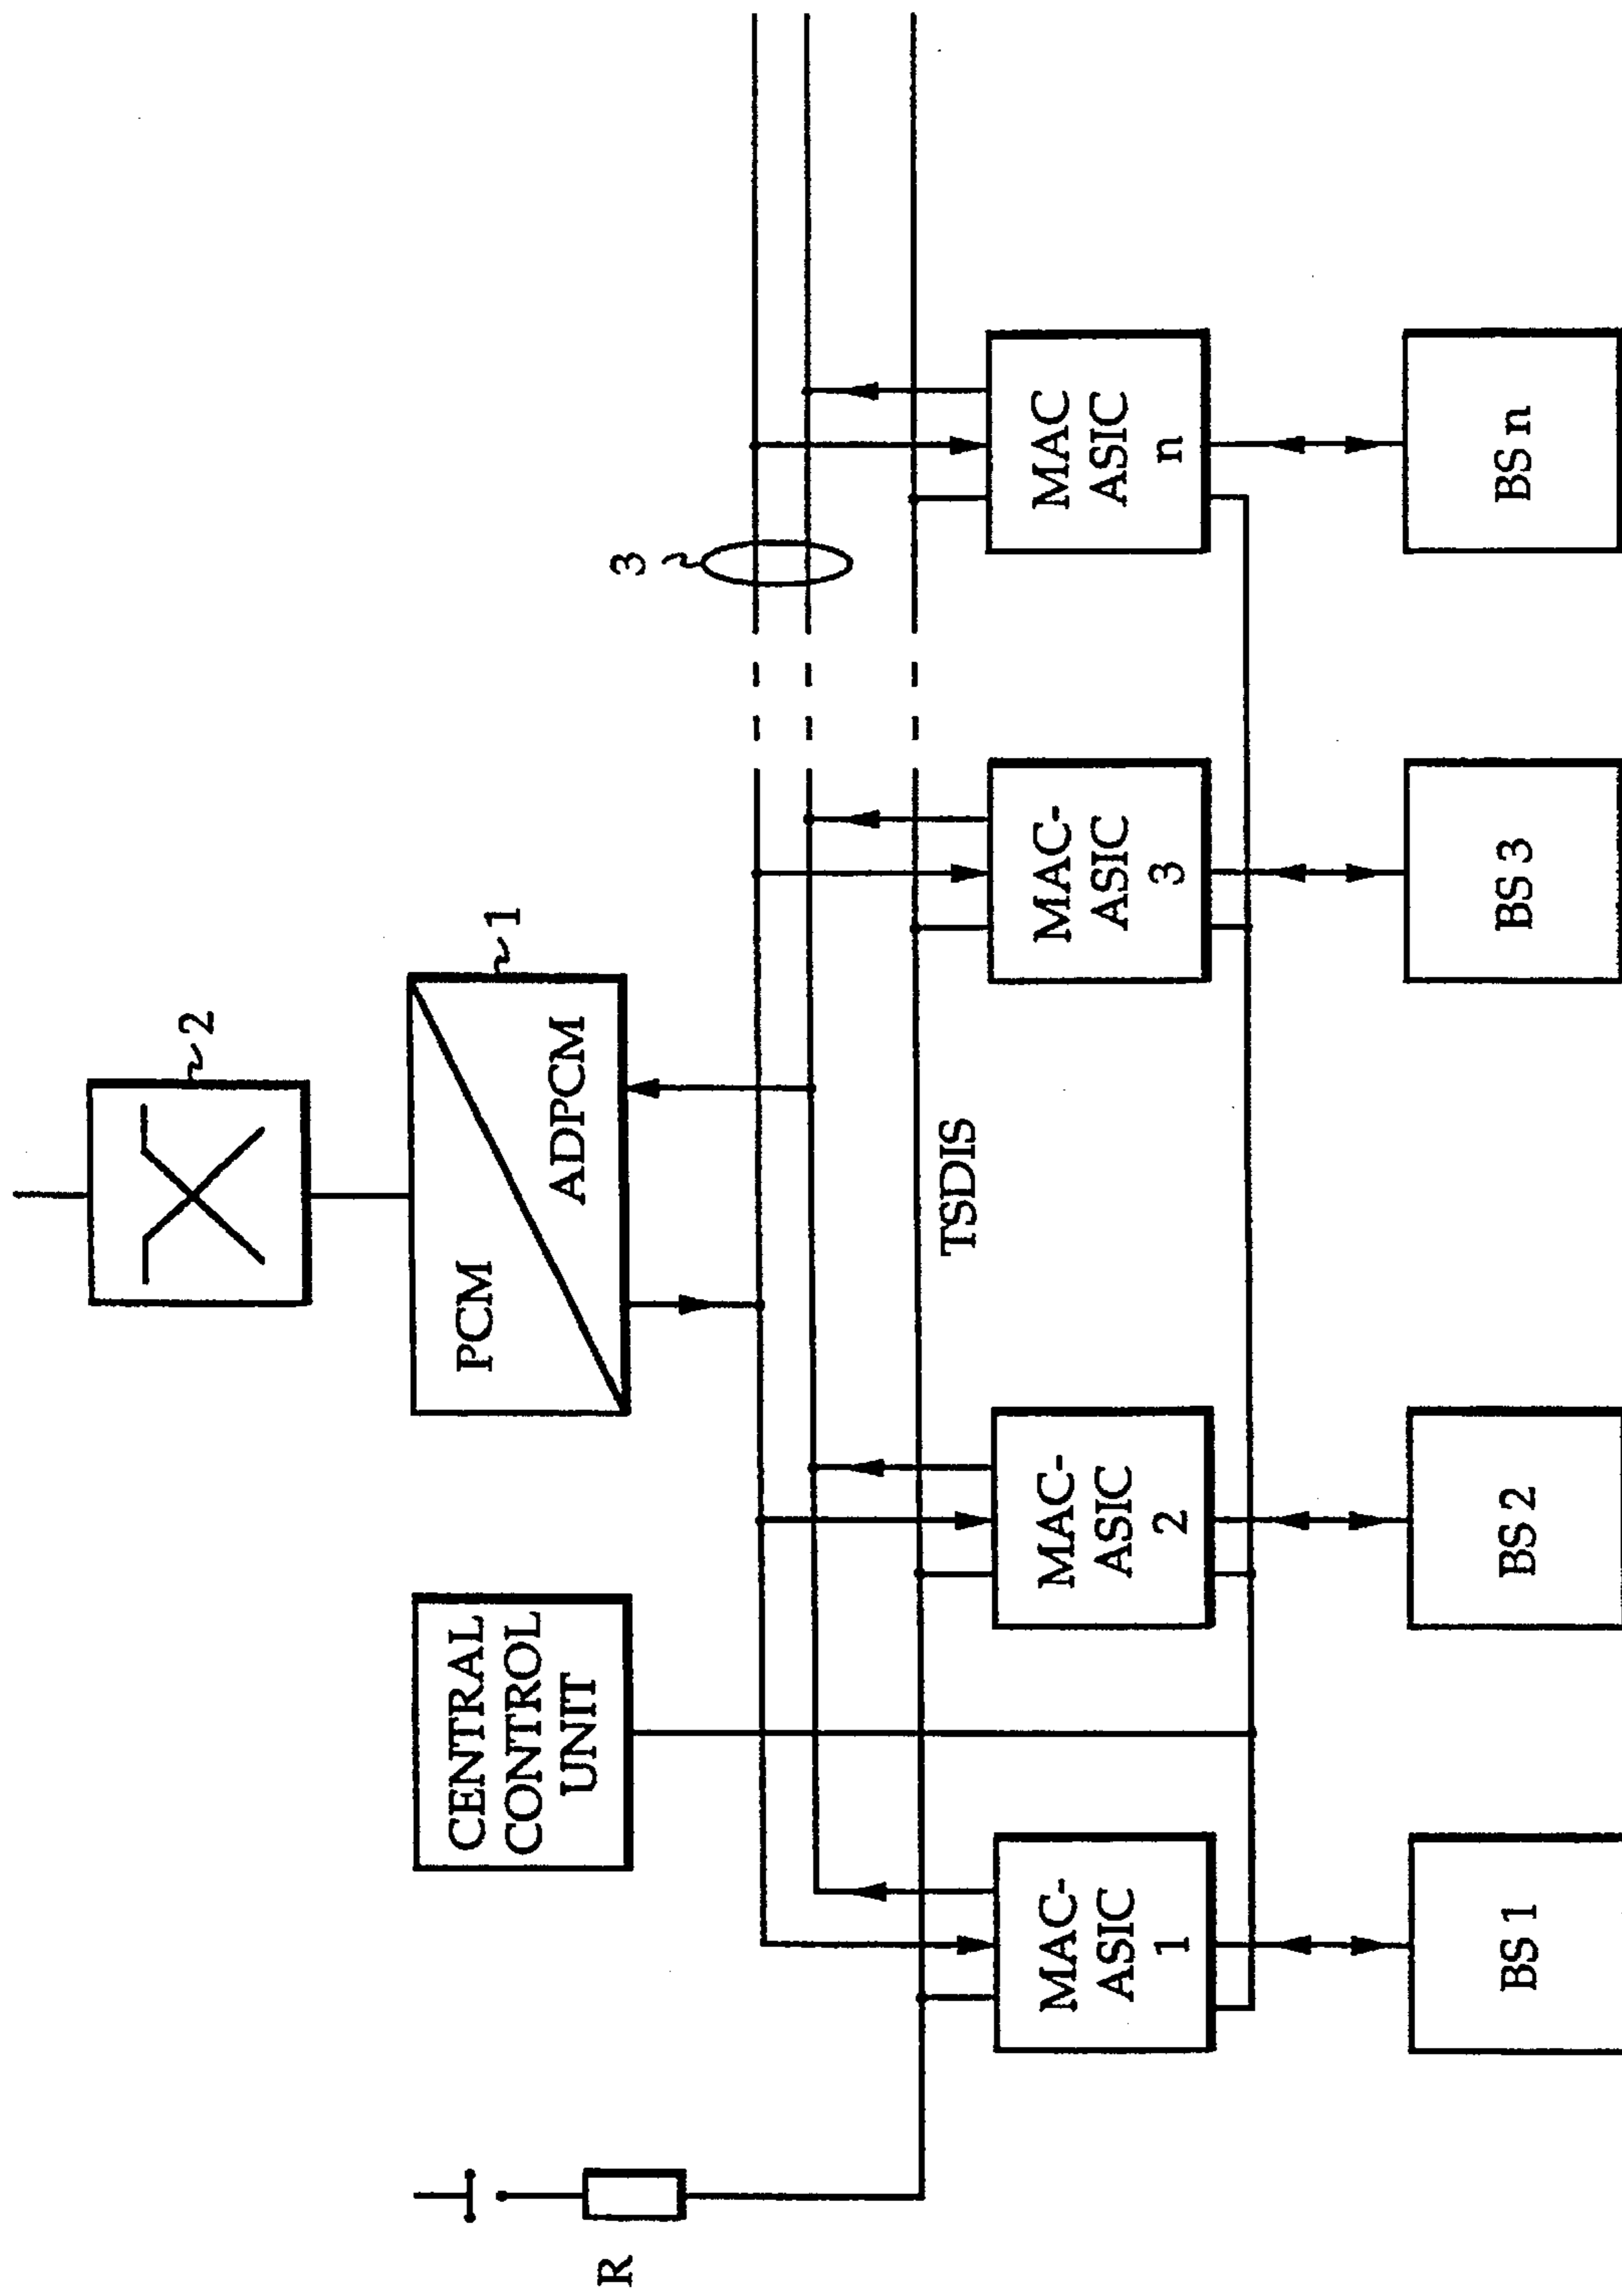 2
PCM
ADPCM
1
CENTRAL
CONTROL
UNIT
R
3
TSDIS
MAC-
ASIC
1
MAC-
ASIC
2
MAC-
ASIC
3
MAC
ASIC
n
BS 1
BS 2
BS 3
BS n